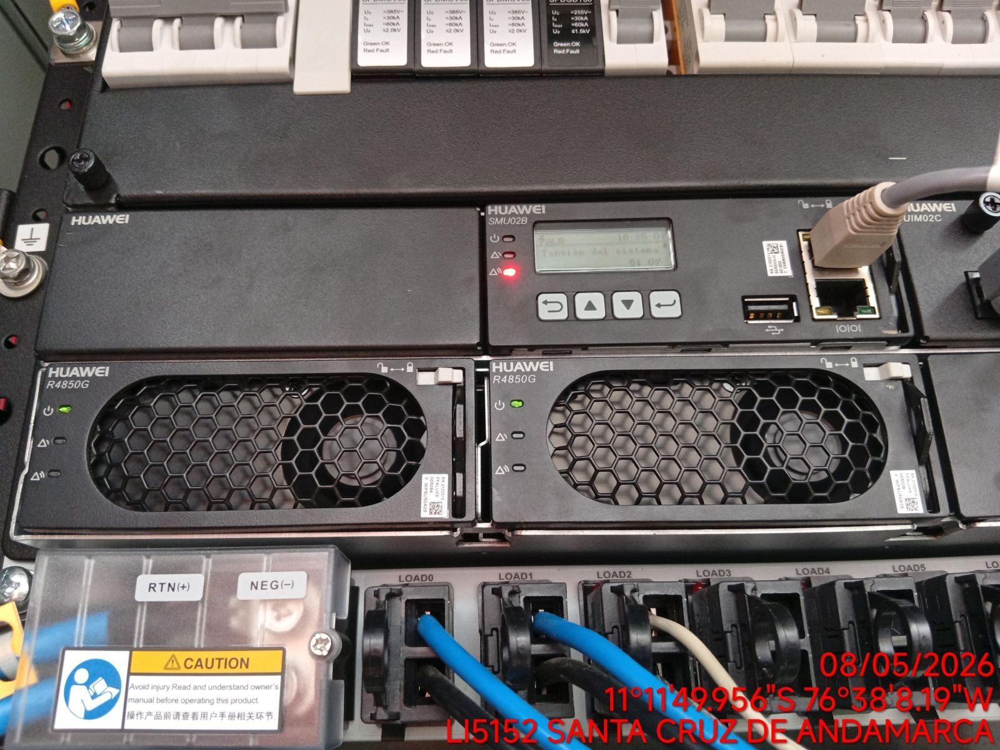 Uc =385V~
In =30kA
Imax =60kA
Up ≤2.0kV
Green:OK
Red:Fault
Uc =385V~
In =30kA
Imax =60kA
Up ≤2.0kV
Green:OK
Red:Fault
Uc =385V~
In =30kA
Imax =60kA
Up ≤2.0kV
Green:OK
Red:Fault
Uc =255V~
In =30kA
Imax =60kA
Up ≤1.5kV
Green:OK
Red:Fault
HUAWEI
HUAWEI
SMU02B
ALM
Tensión del sistema
51.0V
HUAWEI
UIM02C
IOIOI
HUAWEI
R4850G
HUAWEI
R4850G
RTN(+)
NEG(−)
LOAD0
LOAD1
LOAD2
LOAD3
LOAD4
LOAD5
CAUTION
Avoid injury.Read and understand owner's
manual before operating this product.
操作产品前请查看用户手册相关环节.
08/05/2026
11°11'49.956"S 76°38'8.19"W
LI5152 SANTA CRUZ DE ANDAMARCA